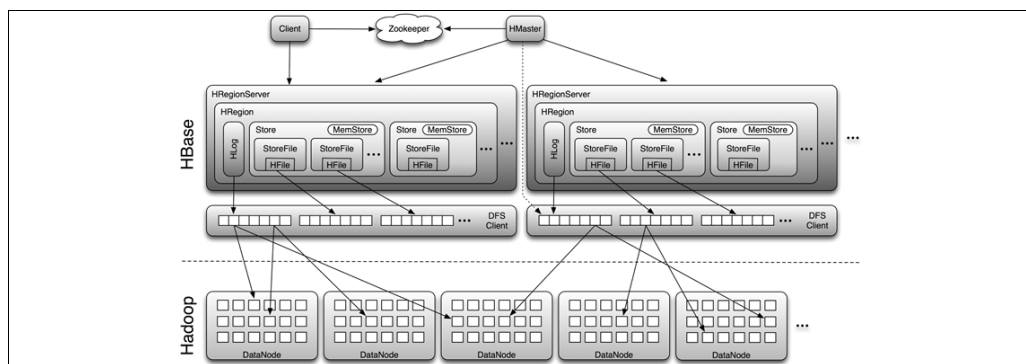 Client
Zookeeper
HMaster
HBase
HRegionServer
HRegion
HLog
Store
MemStore
StoreFile
HFile
StoreFile
HFile
...
Store
MemStore
StoreFile
HFile
...
...
DFS Client
...
HRegionServer
HRegion
HLog
Store
MemStore
StoreFile
HFile
StoreFile
HFile
...
Store
MemStore
StoreFile
HFile
...
...
...
DFS Client
...
Hadoop
DataNode
DataNode
DataNode
DataNode
DataNode
...